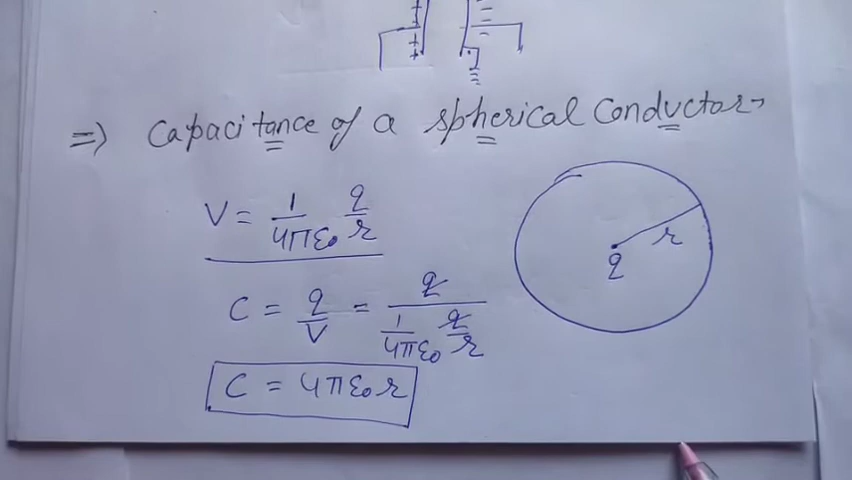 =) Capacitance of a spherical Conductor-
V = 1/4πε₀ q/r
C = q/V = q / (1/4πε₀ q/r)
C = 4πε₀r
r
q